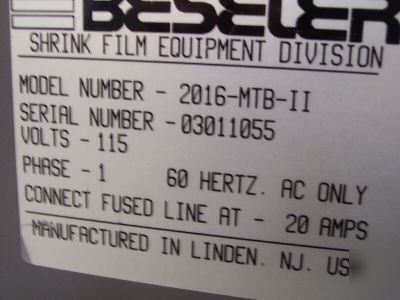 BESELER
SHRINK FILM EQUIPMENT DIVISION
MODEL NUMBER - 2016-MTB-II
SERIAL NUMBER -03011055
VOLTS -115
PHASE -1 60 HERTZ. AC ONLY
CONNECT FUSED LINE AT - 20 AMPS
MANUFACTURED IN LINDEN. NJ. US